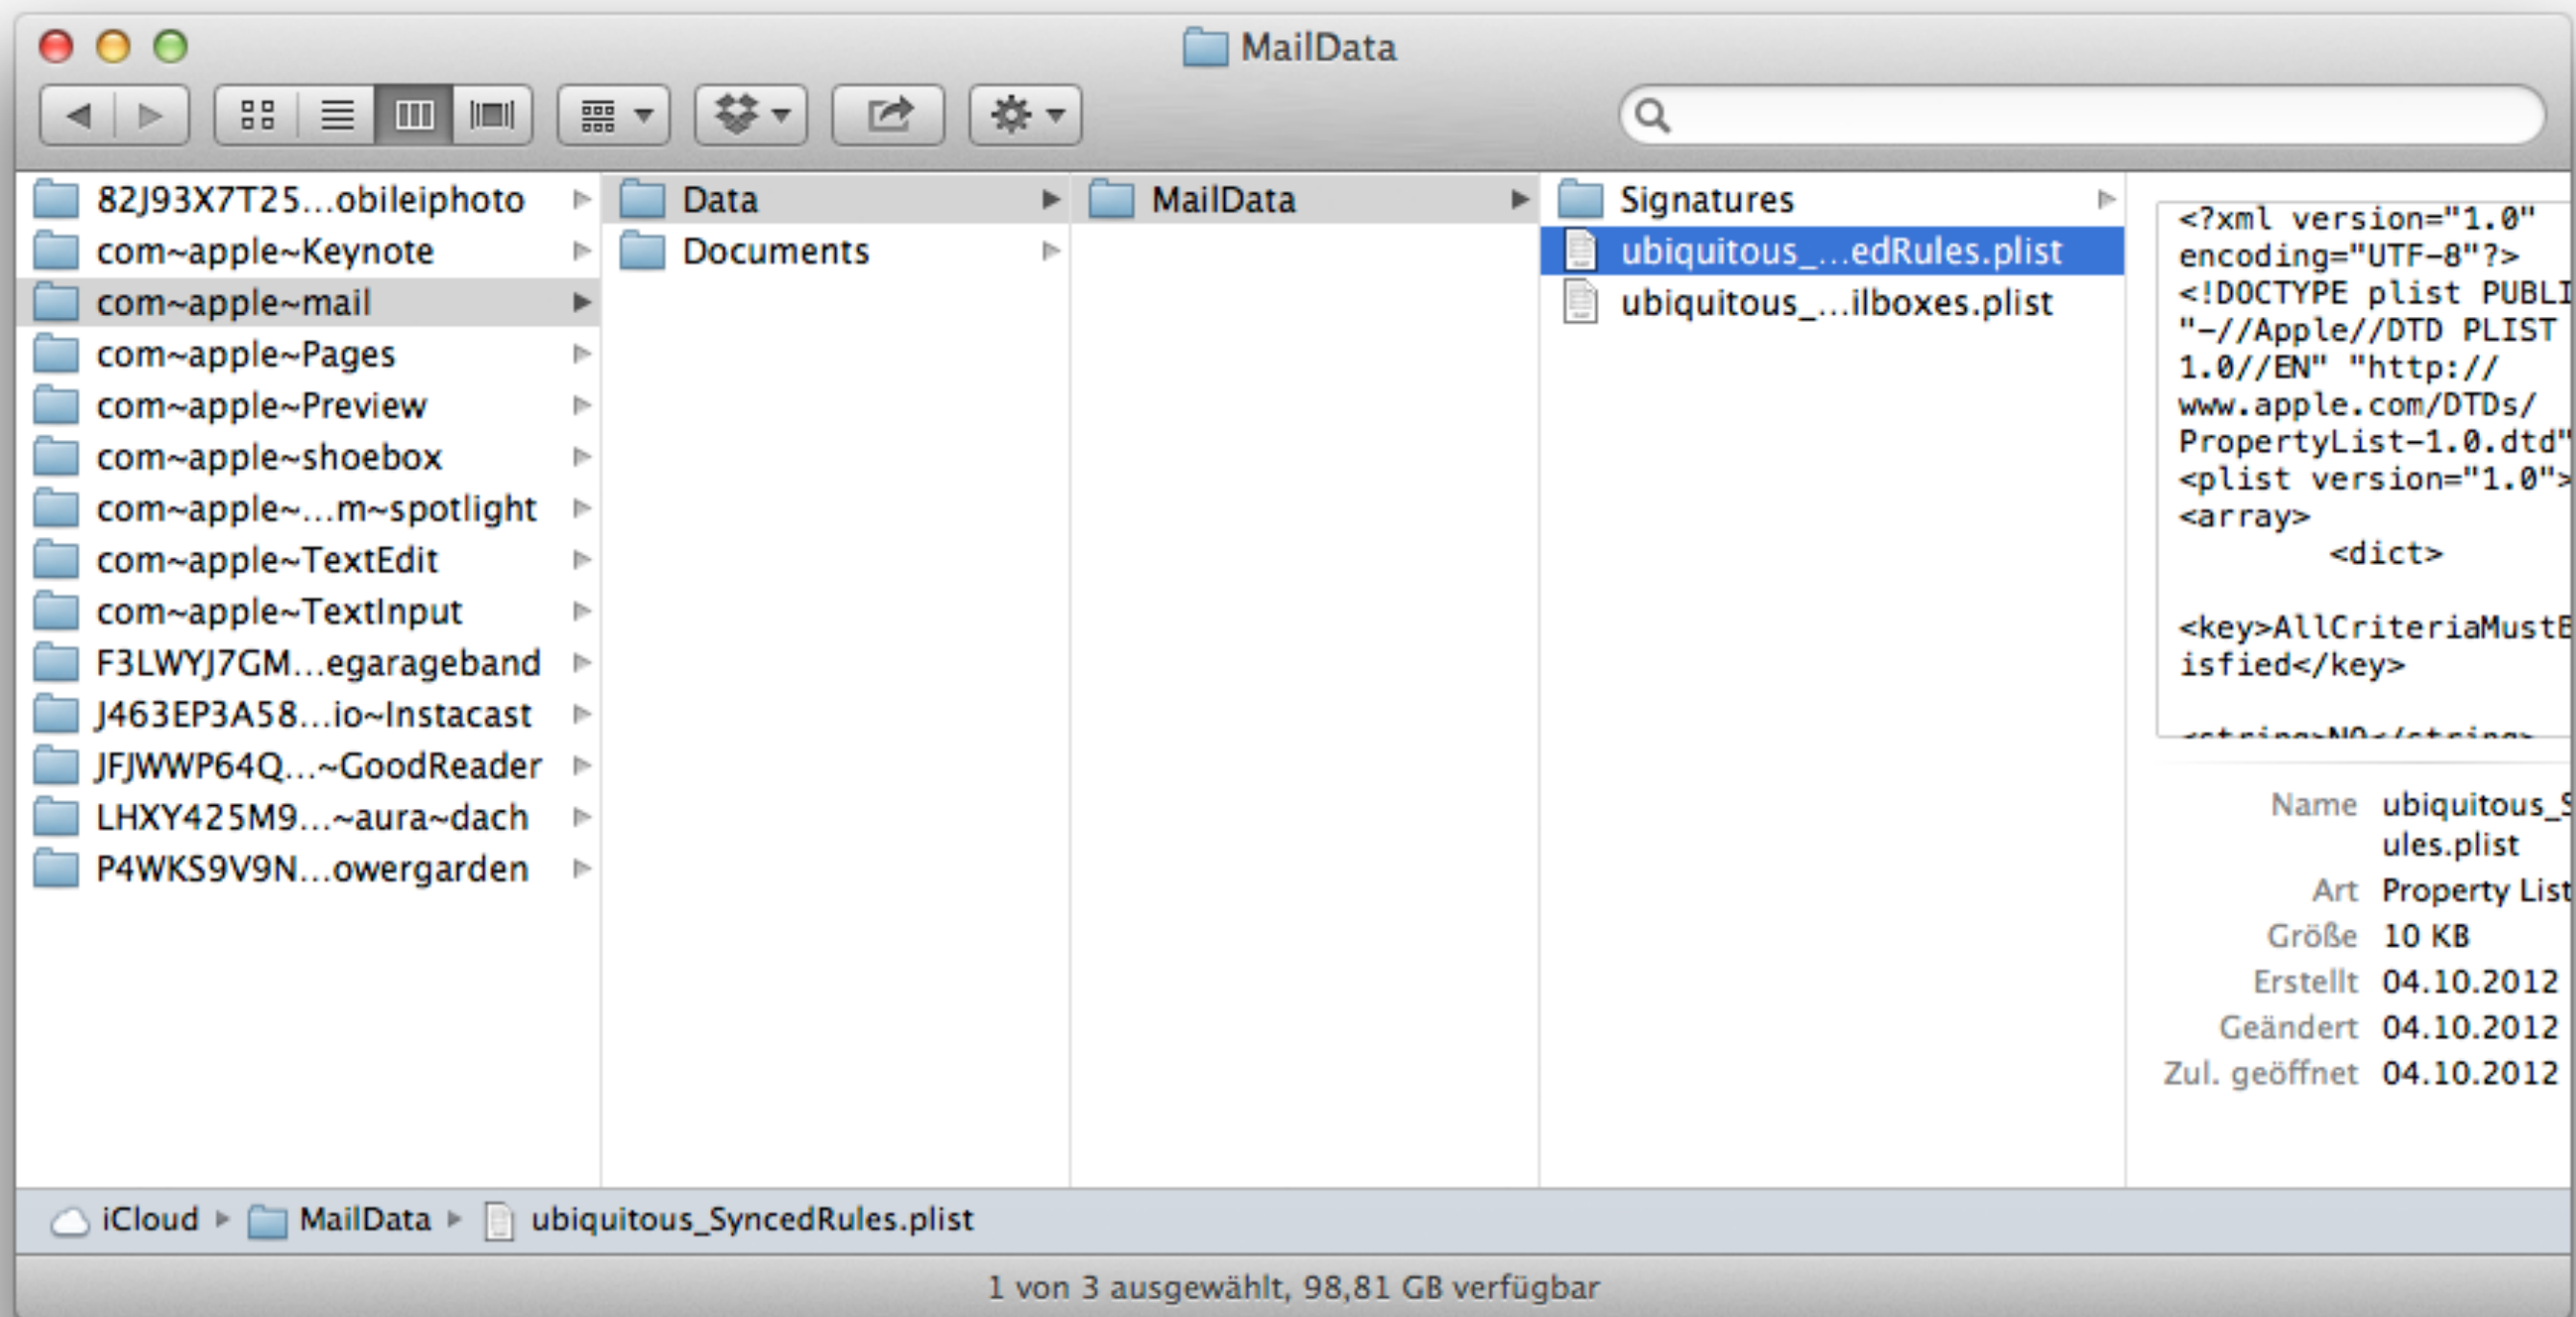 MailData
82J93X7T25...obileiphoto
com~apple~Keynote
com~apple~mail
com~apple~Pages
com~apple~Preview
com~apple~shoebox
com~apple~...m~spotlight
com~apple~TextEdit
com~apple~TextInput
F3LWYJ7GM...egarageband
J463EP3A58...io~Instacast
JFJWWP64Q...~GoodReader
LHXY425M9...~aura~dach
P4WKS9V9N...owergarden
Data
Documents
MailData
Signatures
ubiquitous_...edRules.plist
ubiquitous_...ilboxes.plist
<?xml version="1.0"
encoding="UTF-8"?>
<!DOCTYPE plist PUBLI
"-//Apple//DTD PLIST
1.0//EN" "http://
www.apple.com/DTDs/
PropertyList-1.0.dtd"
<plist version="1.0">
<array>
<dict>
<key>AllCriteriaMustB
isfied</key>
<string>NO</string>
Name ubiquitous_S
ules.plist
Art Property List
Größe 10 KB
Erstellt 04.10.2012
Geändert 04.10.2012
Zul. geöffnet 04.10.2012
iCloud MailData ubiquitous_SyncedRules.plist
1 von 3 ausgewählt, 98,81 GB verfügbar